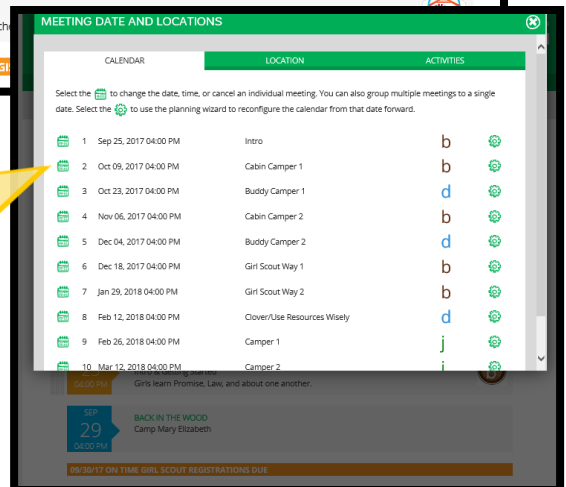 MEETING DATE AND LOCATIONS
CALENDAR LOCATION ACTIVITIES
Select the to change the date, time, or cancel an individual meeting. You can also group multiple meetings to a single
date. Select the to use the planning wizard to reconfigure the calendar from that date forward.
1 Sep 25, 2017 04:00 PM Intro b
2 Oct 09, 2017 04:00 PM Cabin Camper 1 b
3 Oct 23, 2017 04:00 PM Buddy Camper 1 d
4 Nov 06, 2017 04:00 PM Cabin Camper 2 b
5 Dec 04, 2017 04:00 PM Buddy Camper 2 d
6 Dec 18, 2017 04:00 PM Girl Scout Way 1 b
7 Jan 29, 2018 04:00 PM Girl Scout Way 2 b
8 Feb 12, 2018 04:00 PM Clover/Use Resources Wisely d
9 Feb 26, 2018 04:00 PM Camper 1 j
10 Mar 12, 2018 04:00 PM Camper 2 j
04:00 PM Girls learn Promise, Law, and about one another.
SEP
29
04:00 PM
BACK IN THE WOOD
Camp Mary Elizabeth
09/30/17 ON TIME GIRL SCOUT REGISTRATIONS DUE